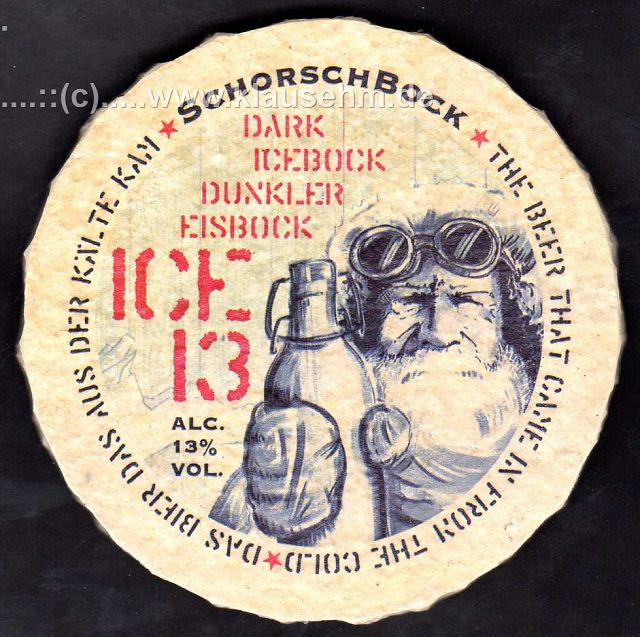 ....::(c).....www.klausehm.de
SCHORSCHBOCK
DARK
ICEBOCK
DUNKLER
EISBOCK
ICE
13
ALC.
13%
VOL.
THE BEER THAT CAME IN FROM THE COLD
DAS BIER DAS AUS DER KÄLTE KAM